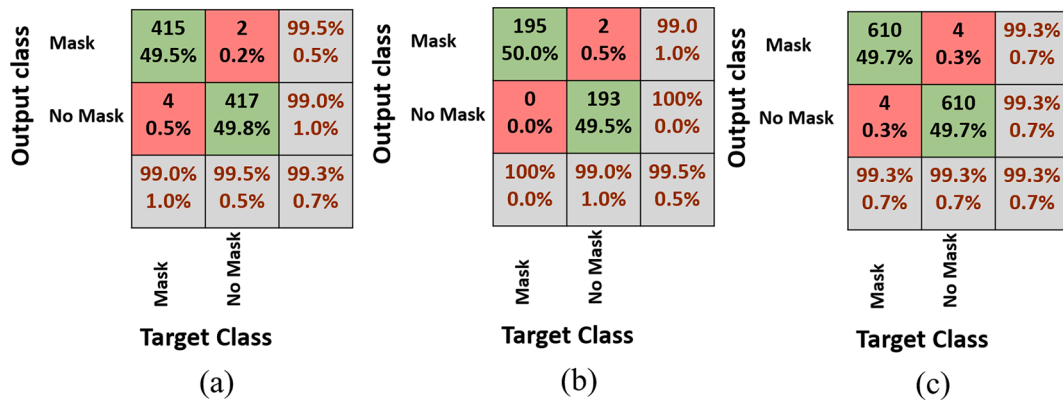 Output class
Mask
415
49.5%
2
0.2%
99.5%
0.5%
No Mask
4
0.5%
417
49.8%
99.0%
1.0%
99.0%
1.0%
99.5%
0.5%
99.3%
0.7%
Mask
No Mask
Target Class
(a)
Output class
Mask
195
50.0%
2
0.5%
99.0
1.0%
No Mask
0
0.0%
193
49.5%
100%
0.0%
100%
0.0%
99.0%
1.0%
99.5%
0.5%
Mask
No Mask
Target Class
(b)
Output class
Mask
610
49.7%
4
0.3%
99.3%
0.7%
No Mask
4
0.3%
610
49.7%
99.3%
0.7%
99.3%
0.7%
99.3%
0.7%
99.3%
0.7%
Mask
No Mask
Target Class
(c)